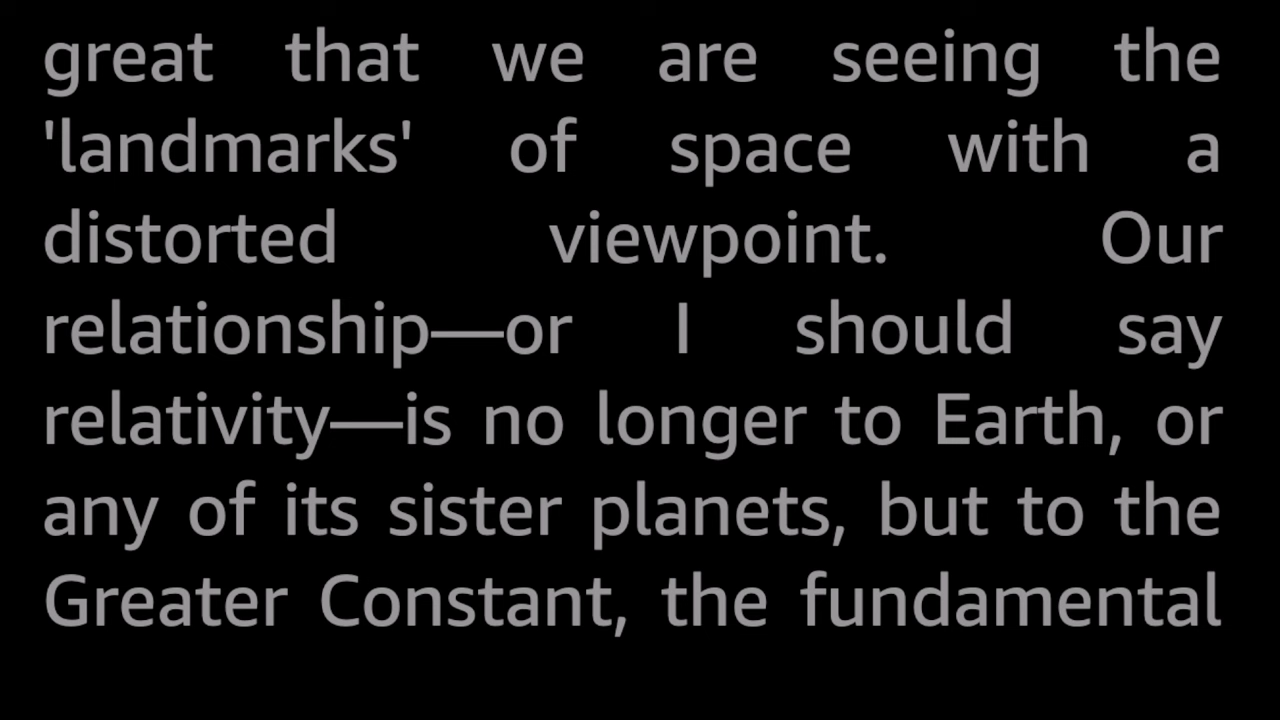 great that we are seeing the
'landmarks' of space with a
distorted viewpoint. Our
relationship—or I should say
relativity—is no longer to Earth, or
any of its sister planets, but to the
Greater Constant, the fundamental